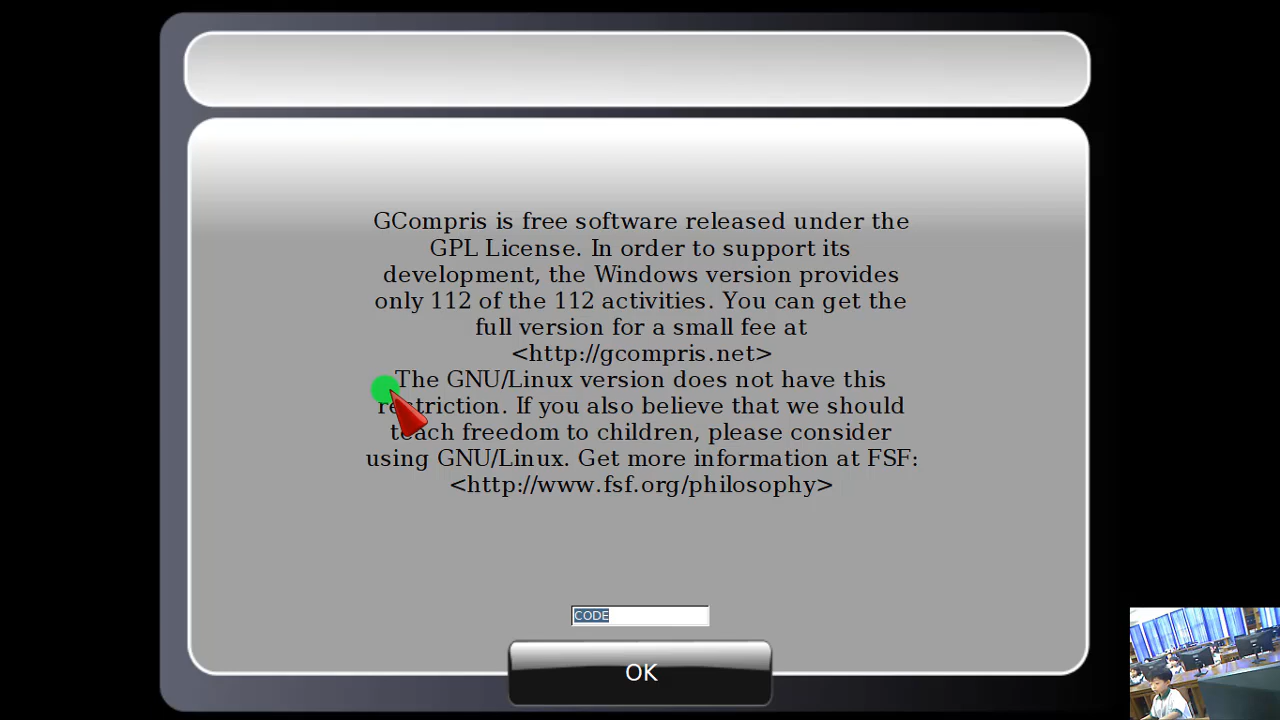 GCompris is free software released under the
GPL License. In order to support its
development, the Windows version provides
only 112 of the 112 activities. You can get the
full version for a small fee at
<http://gcompris.net>
The GNU/Linux version does not have this
restriction. If you also believe that we should
teach freedom to children, please consider
using GNU/Linux. Get more information at FSF:
<http://www.fsf.org/philosophy>
CODE
OK